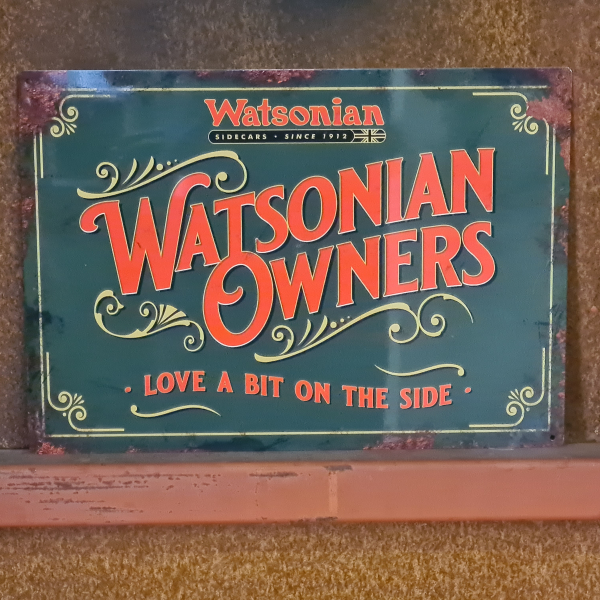 Watsonian
SIDECARS • SINCE 1912
WATSONIAN
OWNERS
· LOVE A BIT ON THE SIDE ·